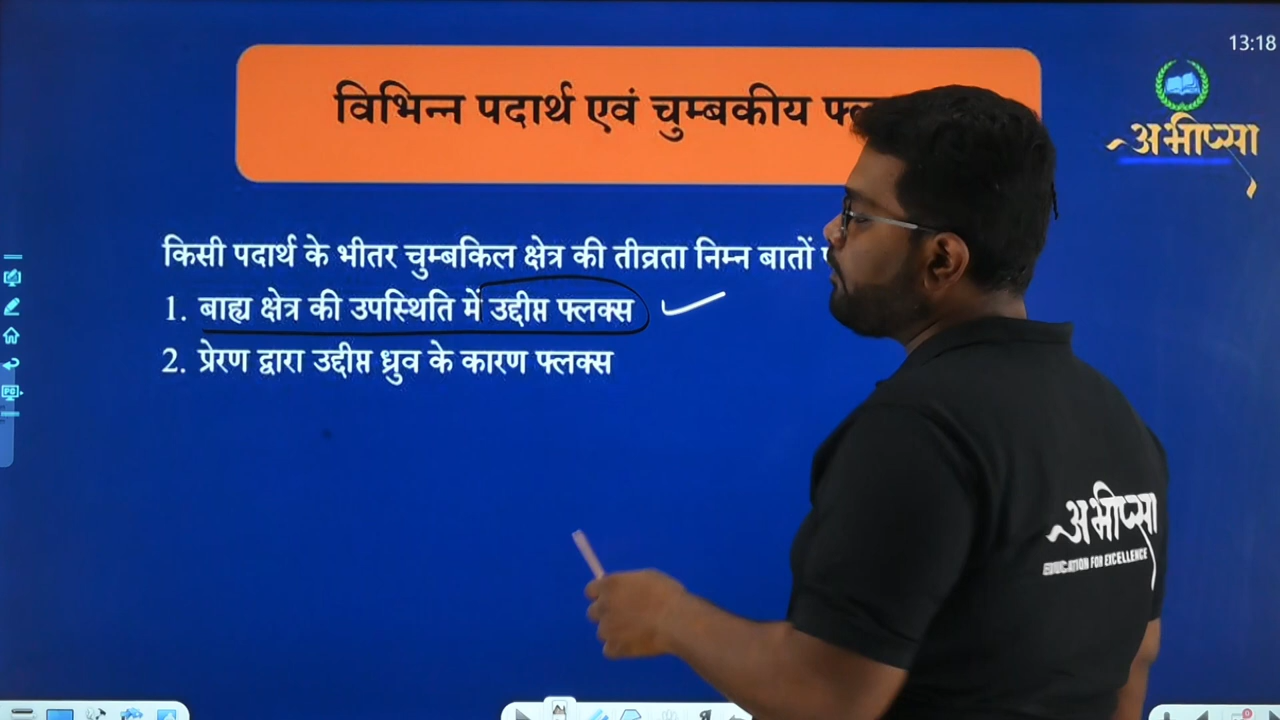 13:18
विभिन्न पदार्थ एवं चुम्बकीय
अभीप्सा
किसी पदार्थ के भीतर चुम्बकिल क्षेत्र की तीव्रता निम्न बातों
1. बाह्य क्षेत्र की उपस्थिति में उद्दीप्त फ्लक्स
2. प्रेरण द्वारा उद्दीप्त ध्रुव के कारण फ्लक्स
अभीप्सा
EDUCATION FOR EXCELLENCE